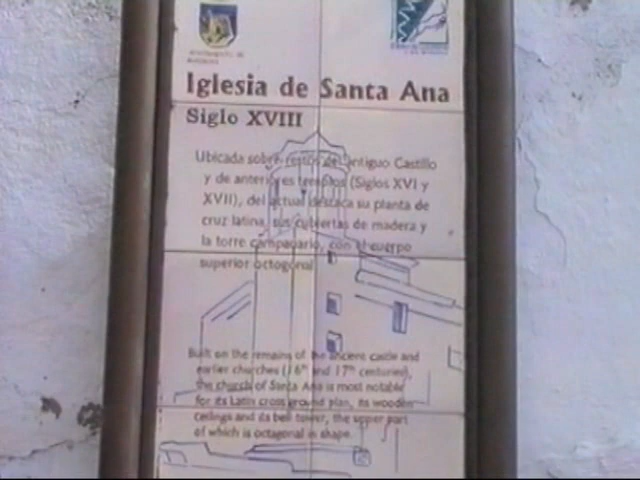 Iglesia de Santa Ana
Siglo XVIII
Ubicada sobre restos del antiguo Castillo
y de anteriores templos (Siglos XVI y
XVII), del actual destaca su planta de
cruz latina, sus cubiertas de madera y
la torre campanario, con el cuerpo
superior octogonal
Built on the remains of the ancient castle and
earlier churches (16th and 17th centuries),
the church of Santa Ana is most notable
for its Latin cross ground plan, its wooden
ceilings and its bell tower, the upper part
of which is octagonal in shape.